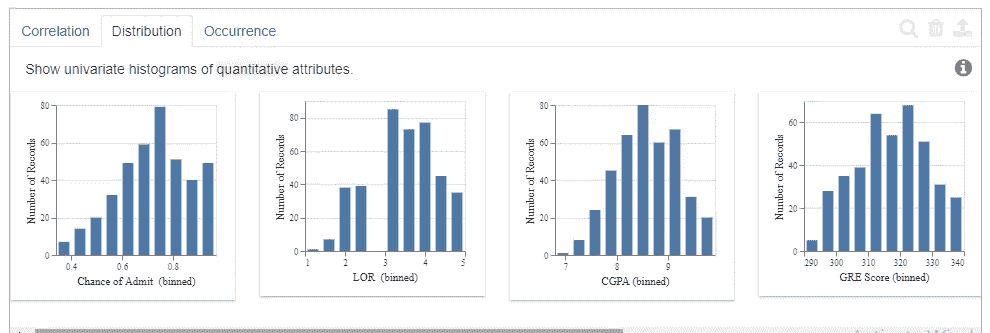 Correlation Distribution Occurrence
Show univariate histograms of quantitative attributes.
80
60
40
20
0
Number of Records
0.4 0.6 0.8
Chance of Admit (binned)
80
60
40
20
0
Number of Records
1 2 3 4 5
LOR (binned)
80
60
40
20
0
Number of Records
7 8 9
CGPA (binned)
60
40
20
0
Number of Records
290 300 310 320 330 340
GRE Score (binned)